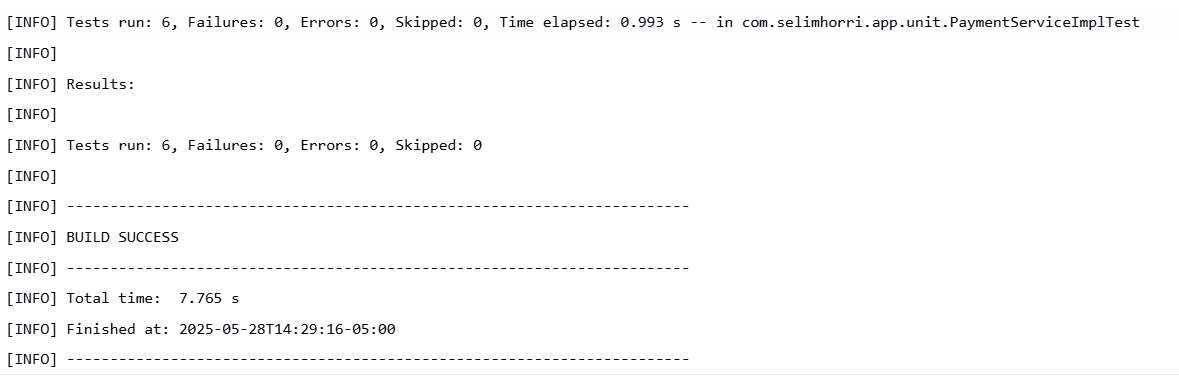 [INFO] Tests run: 6, Failures: 0, Errors: 0, Skipped: 0, Time elapsed: 0.993 s -- in com.selimhorri.app.unit.PaymentServiceImplTest
[INFO]
[INFO] Results:
[INFO]
[INFO] Tests run: 6, Failures: 0, Errors: 0, Skipped: 0
[INFO]
[INFO] ------------------------------------------------------------------------
[INFO] BUILD SUCCESS
[INFO] ------------------------------------------------------------------------
[INFO] Total time:  7.765 s
[INFO] Finished at: 2025-05-28T14:29:16-05:00
[INFO] ------------------------------------------------------------------------